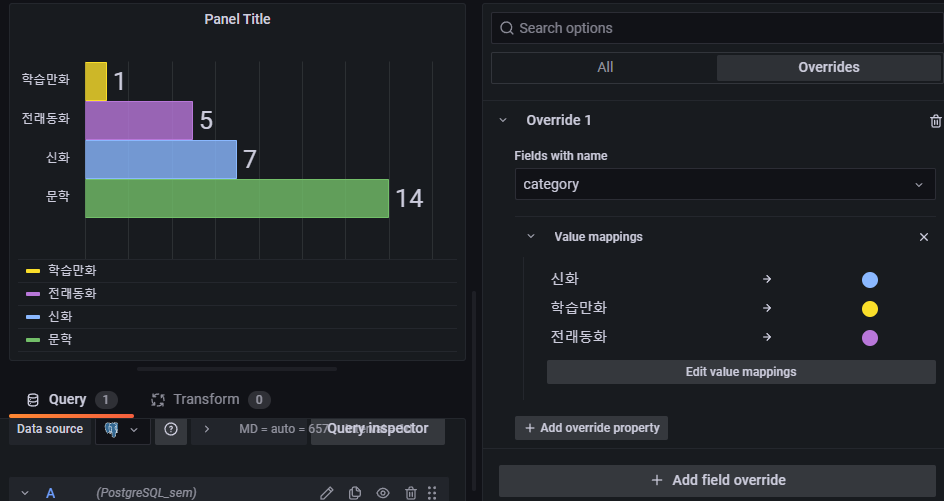 Panel Title
학습만화 1
전래동화 5
신화 7
문학 14
학습만화
전래동화
신화
문학
Query 1
Transform 0
Data source
MD = auto = 657
Query inspector
A (PostgreSQL_sem)
Search options
All
Overrides
Override 1
Fields with name
category
Value mappings
신화
학습만화
전래동화
Edit value mappings
+ Add override property
+ Add field override